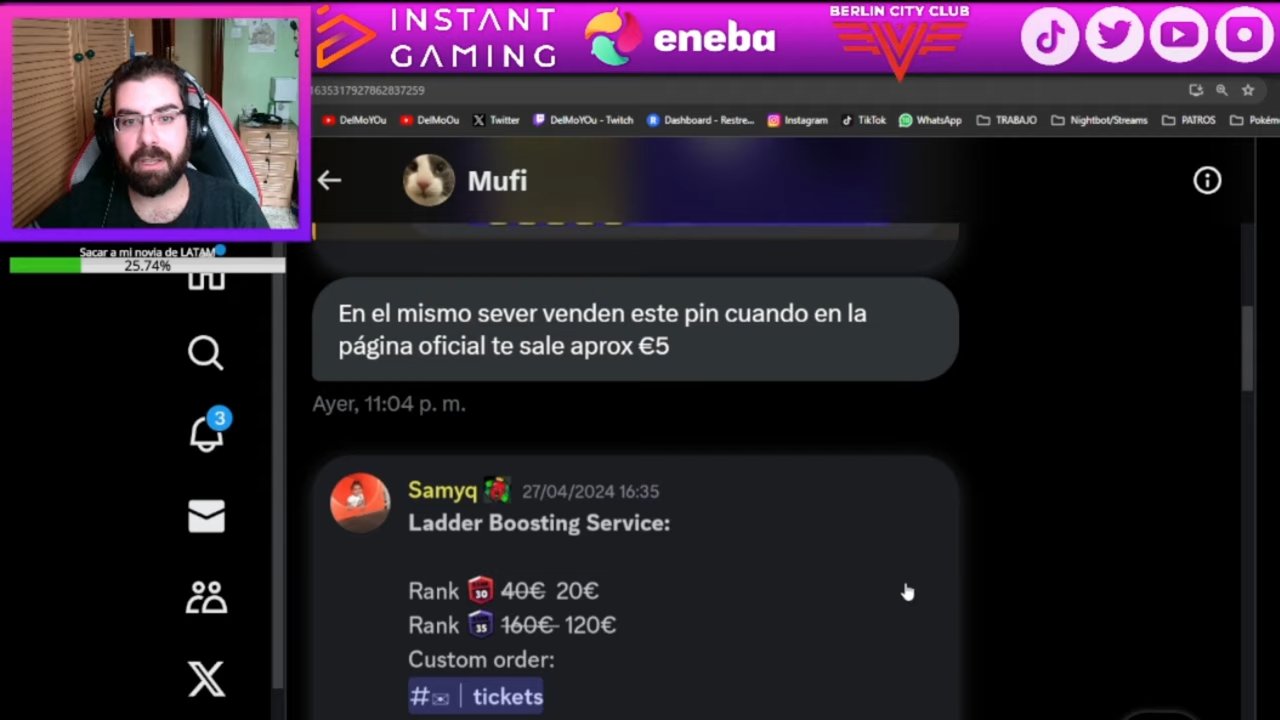 INSTANT
GAMING
eneba
BERLIN CITY CLUB
1635317927862837259
DelMoYOu
DelMoOu
Twitter
DelMoYOu - Twitch
Dashboard - Restre...
Instagram
TikTok
WhatsApp
TRABAJO
Nightbot/Streams
PATROS
Pokém
Mufi
Sacar a mi novia de LATAM
25.74%
En el mismo sever venden este pin cuando en la
página oficial te sale aprox €5
Ayer, 11:04 p. m.
3
Samyq 27/04/2024 16:35
Ladder Boosting Service:
Rank 30 40€ 20€
Rank 35 160€ 120€
Custom order:
#✉️ | tickets